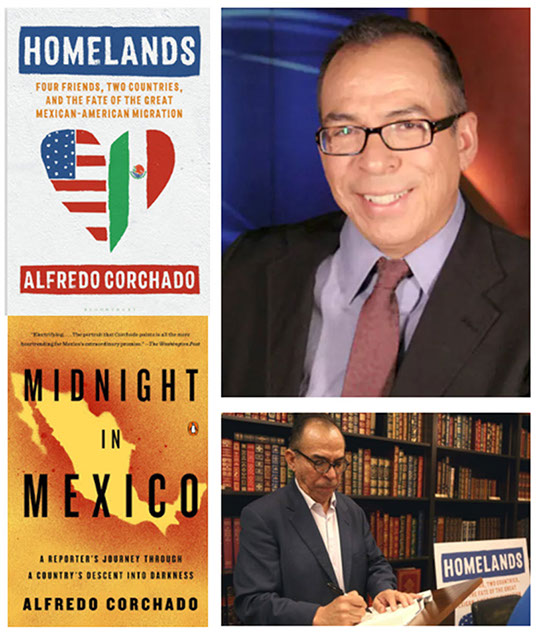 HOMELANDS
FOUR FRIENDS, TWO COUNTRIES,
AND THE FATE OF THE GREAT
MEXICAN-AMERICAN MIGRATION
ALFREDO CORCHADO
BLOOMSBURY
"Electrifying. . . . The portrait that Corchado paints is all the more
heartrending for Mexico's extraordinary promise." —The Washington Post
MIDNIGHT
IN
MEXICO
A REPORTER'S JOURNEY THROUGH
A COUNTRY'S DESCENT INTO DARKNESS
ALFREDO CORCHADO
HOMELANDS
TWO COUNTRIES,
THE FATE OF THE GREAT